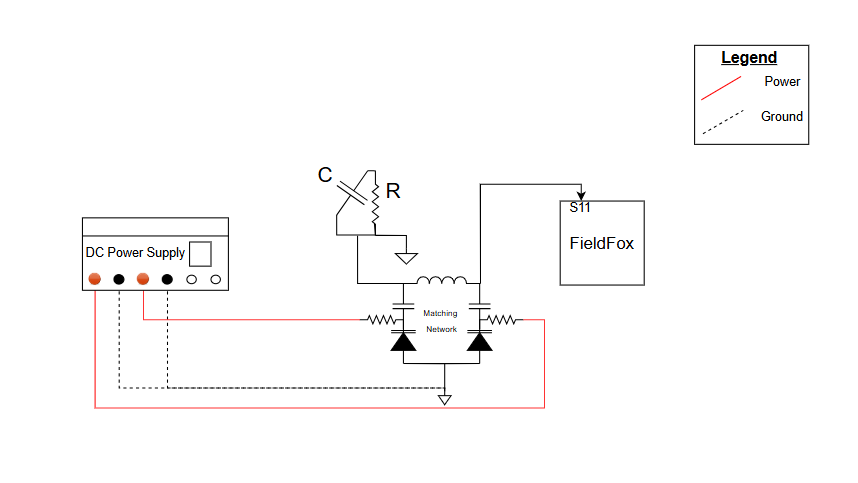 Legend
Power
Ground
C
R
S11
FieldFox
DC Power Supply
Matching
Network